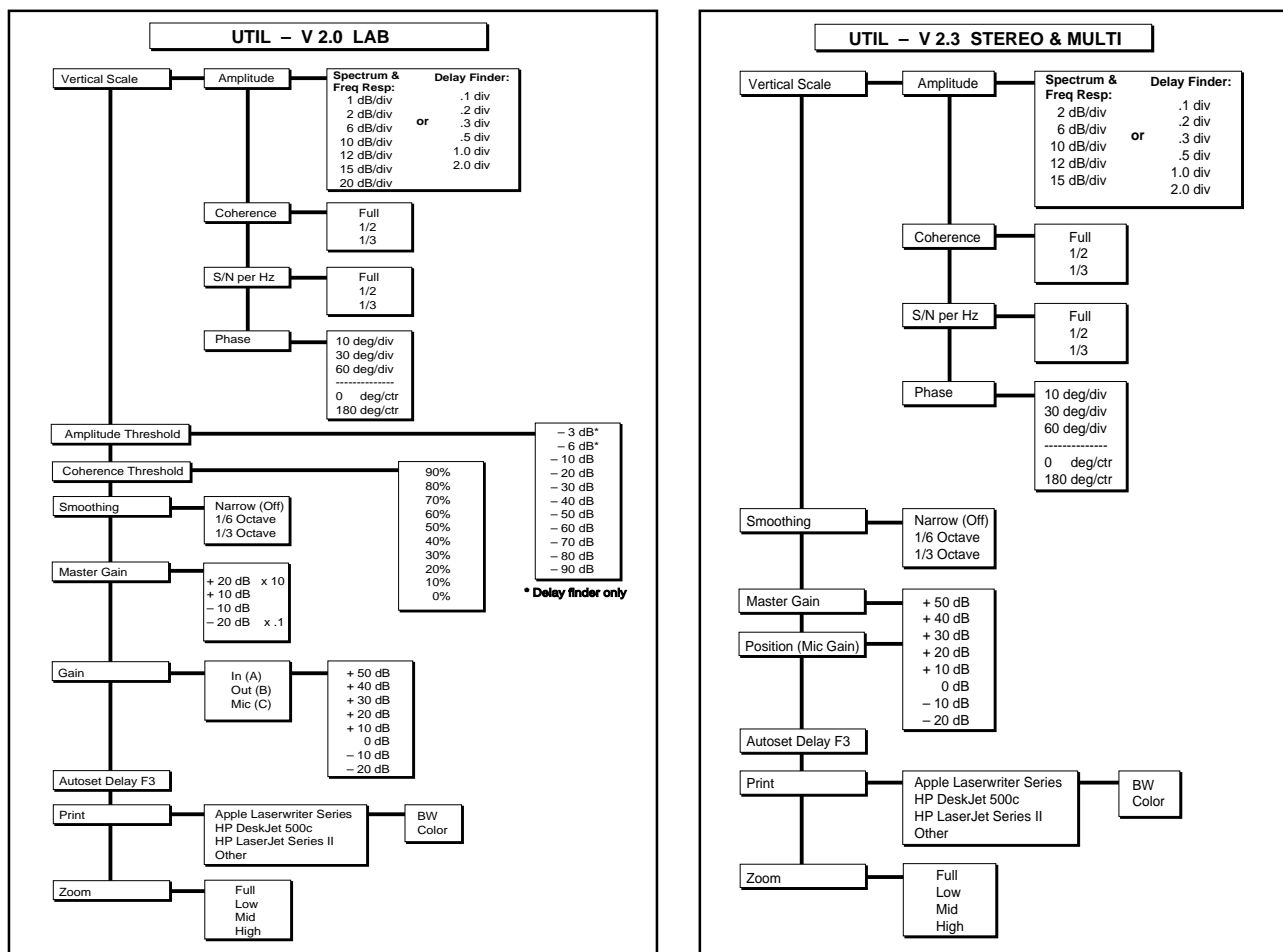 UTIL – V 2.0 LAB
Vertical Scale
Amplitude
Spectrum &
Freq Resp:
1 dB/div
2 dB/div
6 dB/div
10 dB/div
12 dB/div
15 dB/div
20 dB/div
or
Delay Finder:
.1 div
.2 div
.3 div
.5 div
1.0 div
2.0 div
Coherence
Full
1/2
1/3
S/N per Hz
Full
1/2
1/3
Phase
10 deg/div
30 deg/div
60 deg/div
--------------
0 deg/ctr
180 deg/ctr
Amplitude Threshold
– 3 dB*
– 6 dB*
– 10 dB
– 20 dB
– 30 dB
– 40 dB
– 50 dB
– 60 dB
– 70 dB
– 80 dB
– 90 dB
* Delay finder only
Coherence Threshold
90%
80%
70%
60%
50%
40%
30%
20%
10%
0%
Smoothing
Narrow (Off)
1/6 Octave
1/3 Octave
Master Gain
+ 20 dB x 10
+ 10 dB
– 10 dB
– 20 dB x .1
Gain
In (A)
Out (B)
Mic (C)
+ 50 dB
+ 40 dB
+ 30 dB
+ 20 dB
+ 10 dB
0 dB
– 10 dB
– 20 dB
Autoset Delay F3
Print
Apple Laserwriter Series
HP DeskJet 500c
HP LaserJet Series II
Other
BW
Color
Zoom
Full
Low
Mid
High
UTIL – V 2.3 STEREO & MULTI
Vertical Scale
Amplitude
Spectrum &
Freq Resp:
2 dB/div
6 dB/div
10 dB/div
12 dB/div
15 dB/div
or
Delay Finder:
.1 div
.2 div
.3 div
.5 div
1.0 div
2.0 div
Coherence
Full
1/2
1/3
S/N per Hz
Full
1/2
1/3
Phase
10 deg/div
30 deg/div
60 deg/div
--------------
0 deg/ctr
180 deg/ctr
Smoothing
Narrow (Off)
1/6 Octave
1/3 Octave
Master Gain
Position (Mic Gain)
+ 50 dB
+ 40 dB
+ 30 dB
+ 20 dB
+ 10 dB
0 dB
– 10 dB
– 20 dB
Autoset Delay F3
Print
Apple Laserwriter Series
HP DeskJet 500c
HP LaserJet Series II
Other
BW
Color
Zoom
Full
Low
Mid
High